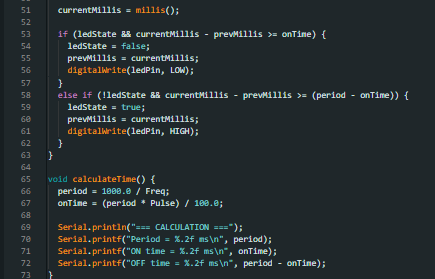 51 currentMillis = millis();
52
53 if (ledState && currentMillis - prevMillis >= onTime) {
54 ledState = false;
55 prevMillis = currentMillis;
56 digitalWrite(ledPin, LOW);
57 }
58 else if (!ledState && currentMillis - prevMillis >= (period - onTime)) {
59 ledState = true;
60 prevMillis = currentMillis;
61 digitalWrite(ledPin, HIGH);
62 }
63 }
64
65 void calculateTime() {
66 period = 1000.0 / Freq;
67 onTime = (period * Pulse) / 100.0;
68
69 Serial.println("=== CALCULATION ===");
70 Serial.printf("Period = %.2f ms\n", period);
71 Serial.printf("ON time = %.2f ms\n", onTime);
72 Serial.printf("OFF time = %.2f ms\n", period - onTime);
73 }